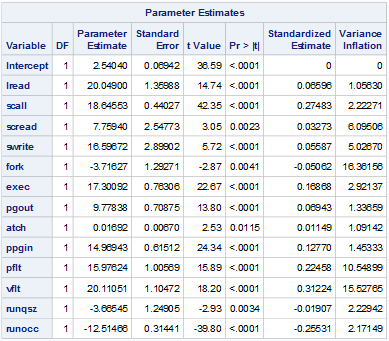 Parameter Estimates
Variable DF Parameter Estimate Standard Error t Value Pr > |t| Standardized Estimate Variance Inflation
Intercept 1 2.54040 0.06942 36.59 <.0001 0 0
lread 1 20.04900 1.35988 14.74 <.0001 0.06596 1.05630
scall 1 18.64553 0.44027 42.35 <.0001 0.27483 2.22271
scread 1 7.75940 2.54773 3.05 0.0023 0.03273 6.09506
swrite 1 16.59672 2.89902 5.72 <.0001 0.05587 5.02670
fork 1 -3.71627 1.29271 -2.87 0.0041 -0.05062 16.36156
exec 1 17.30092 0.76306 22.67 <.0001 0.16868 2.92137
pgout 1 9.77838 0.70875 13.80 <.0001 0.06943 1.33659
atch 1 0.01692 0.00670 2.53 0.0115 0.01149 1.09142
ppgin 1 14.96943 0.61512 24.34 <.0001 0.12770 1.45333
pflt 1 15.97624 1.00569 15.89 <.0001 0.22458 10.54899
vflt 1 20.11051 1.10472 18.20 <.0001 0.31224 15.52765
runqsz 1 -3.66545 1.24905 -2.93 0.0034 -0.01907 2.22942
runocc 1 -12.51466 0.31441 -39.80 <.0001 -0.25531 2.17149